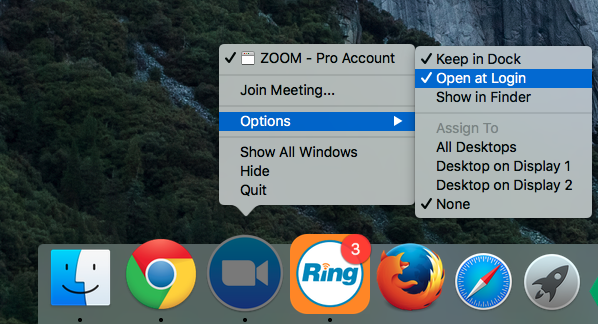 ZOOM - Pro Account
Join Meeting...
Options
Show All Windows
Hide
Quit
Keep in Dock
Open at Login
Show in Finder
Assign To
All Desktops
Desktop on Display 1
Desktop on Display 2
None
Ring
3